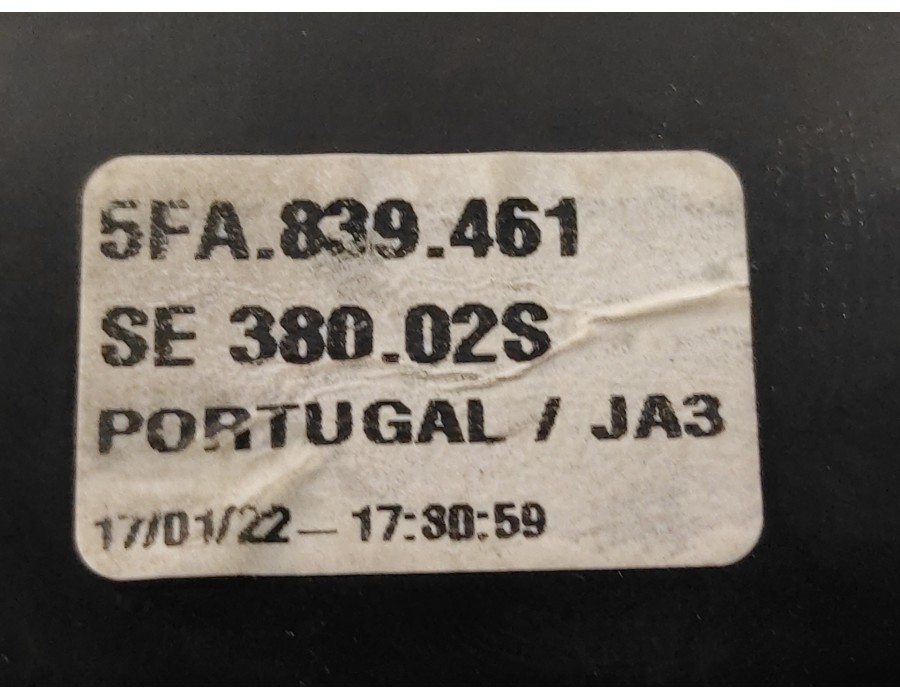 5FA.839.461
SE 380.02S
PORTUGAL / JA3
17/01/22 — 17:30:59